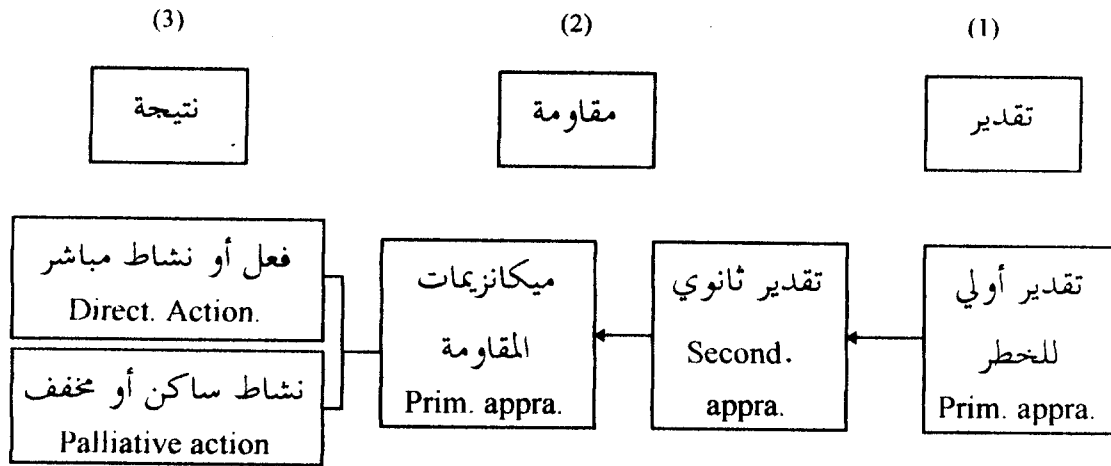 (1)
(2)
(3)
تقدير
مقاومة
نتيجة
تقدير أولي
للخطر
Prim. appra.
تقدير ثانوي
Second.
appra.
ميكانزيمات
المقاومة
Prim. appra.
فعل أو نشاط مباشر
Direct. Action.
نشاط ساكن أو مخفف
Palliative action